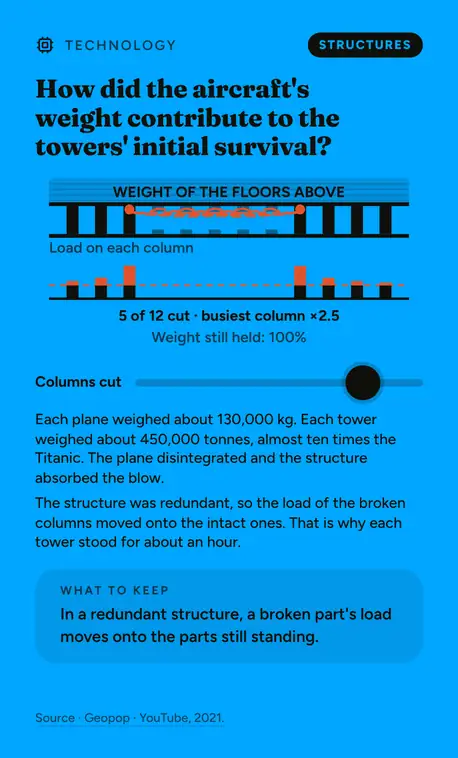 TECHNOLOGY
STRUCTURES
How did the aircraft's
weight contribute to the
towers' initial survival?
WEIGHT OF THE FLOORS ABOVE
Load on each column
5 of 12 cut · busiest column ×2.5
Weight still held: 100%
Columns cut
Each plane weighed about 130,000 kg. Each tower
weighed about 450,000 tonnes, almost ten times the
Titanic. The plane disintegrated and the structure
absorbed the blow.
The structure was redundant, so the load of the broken
columns moved onto the intact ones. That is why each
tower stood for about an hour.
WHAT TO KEEP
In a redundant structure, a broken part's load
moves onto the parts still standing.
Source · Geopop · YouTube, 2021.